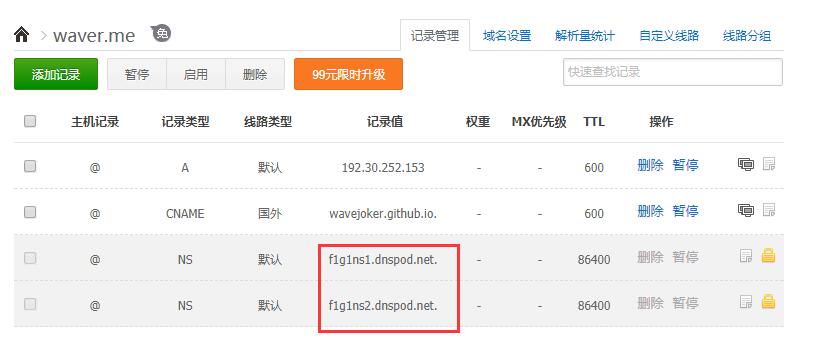 waver.me 免
记录管理 域名设置 解析量统计 自定义线路 线路分组
添加记录 暂停 启用 删除 99元限时升级 快速查找记录
主机记录 记录类型 线路类型 记录值 权重 MX优先级 TTL 操作
@ A 默认 192.30.252.153 - - 600 删除 暂停
@ CNAME 国外 wavejoker.github.io. - - 600 删除 暂停
@ NS 默认 f1g1ns1.dnspod.net. - - 86400 删除 暂停
@ NS 默认 f1g1ns2.dnspod.net. - - 86400 删除 暂停